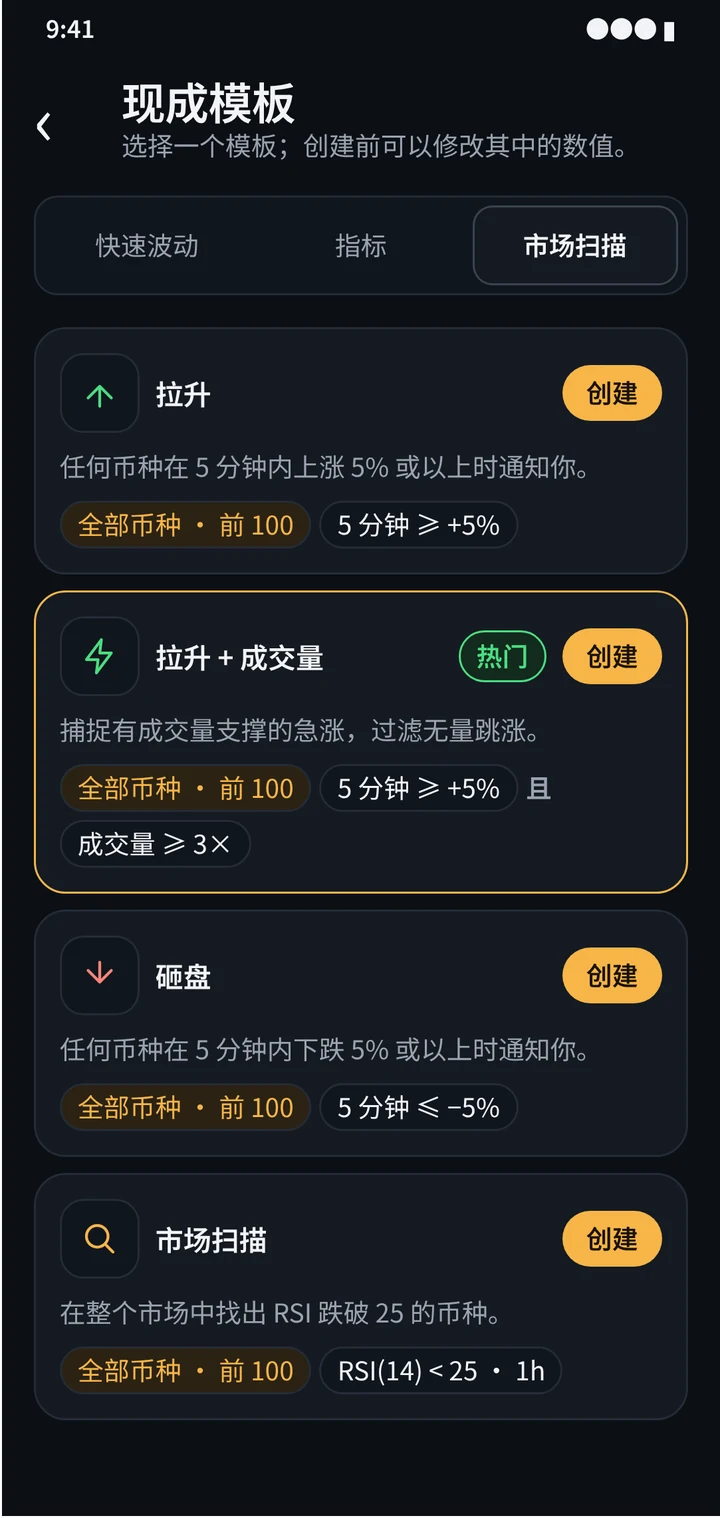 9:41
现成模板
选择一个模板；创建前可以修改其中的数值。
快速波动 指标 市场扫描
拉升 创建
任何币种在 5 分钟内上涨 5% 或以上时通知你。
全部币种 · 前 100 5 分钟 ≥ +5%
拉升 + 成交量 热门 创建
捕捉有成交量支撑的急涨，过滤无量跳涨。
全部币种 · 前 100 5 分钟 ≥ +5% 且
成交量 ≥ 3×
砸盘 创建
任何币种在 5 分钟内下跌 5% 或以上时通知你。
全部币种 · 前 100 5 分钟 ≤ −5%
市场扫描 创建
在整个市场中找出 RSI 跌破 25 的币种。
全部币种 · 前 100 RSI(14) < 25 · 1h